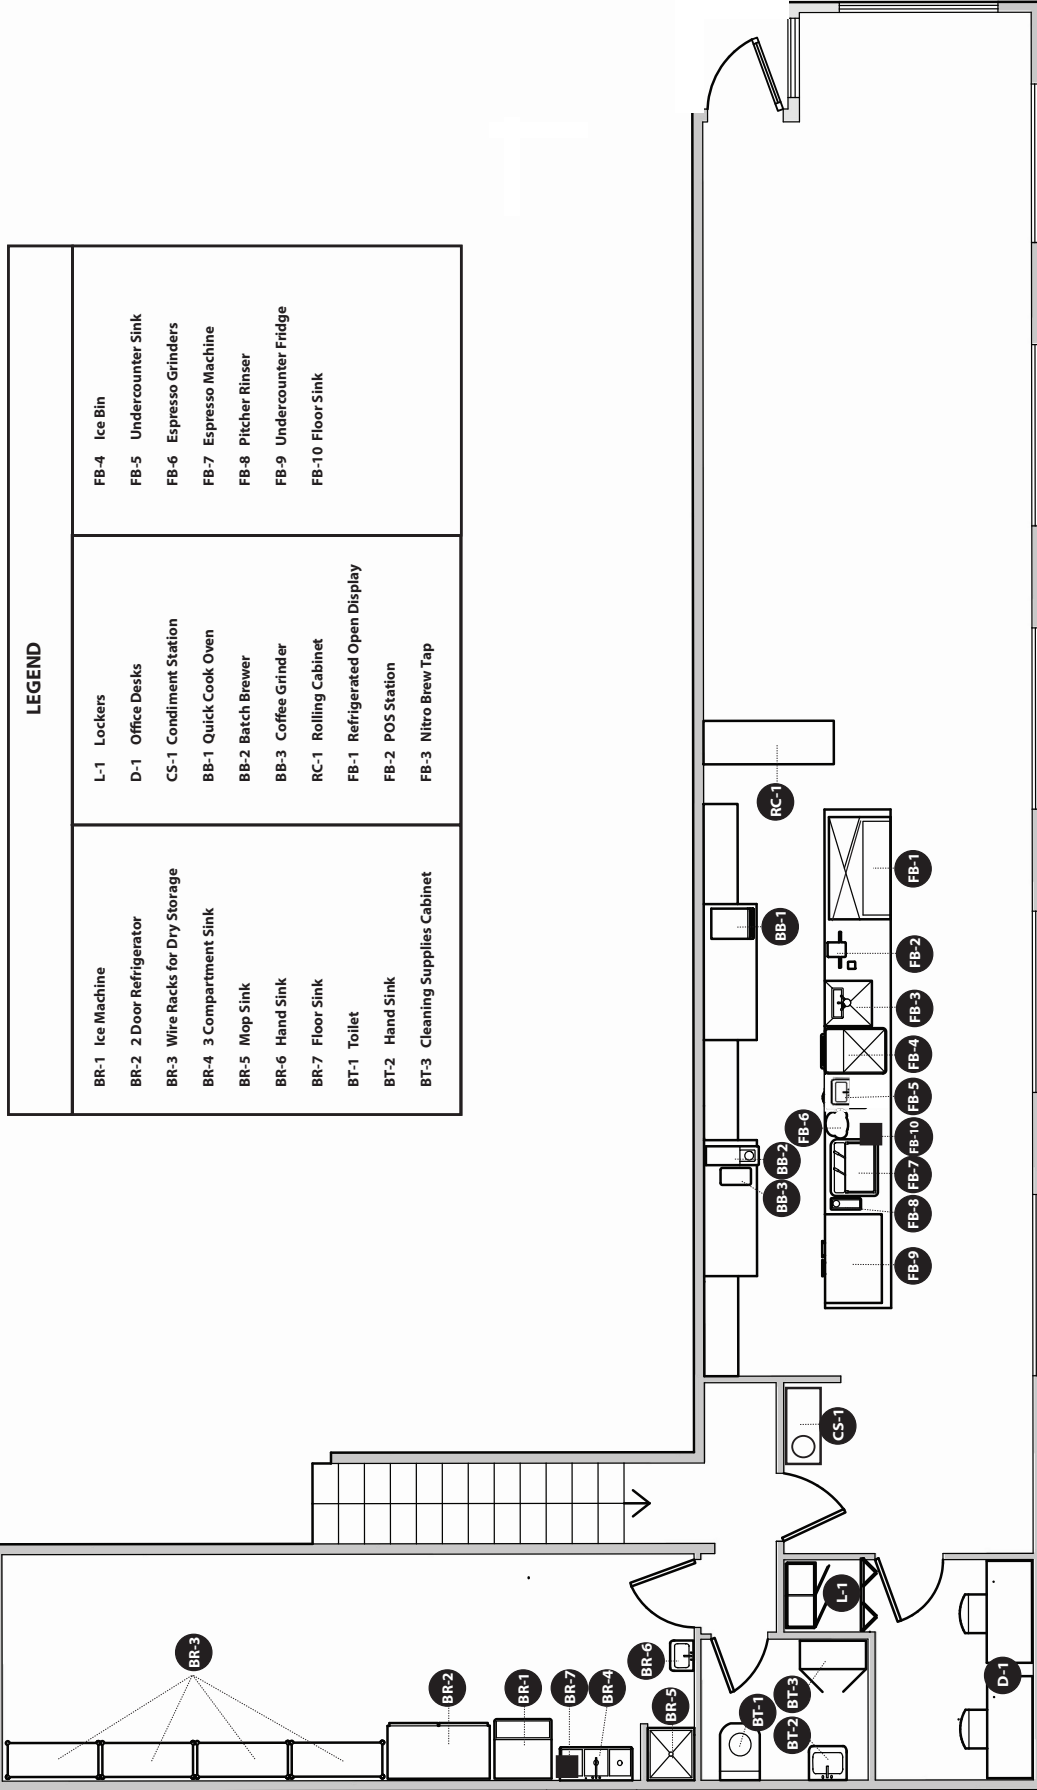 LEGEND
BR-1 Ice Machine
BR-2 2 Door Refrigerator
BR-3 Wire Racks for Dry Storage
BR-4 3 Compartment Sink
BR-5 Mop Sink
BR-6 Hand Sink
BR-7 Floor Sink
BT-1 Toilet
BT-2 Hand Sink
BT-3 Cleaning Supplies Cabinet
L-1 Lockers
D-1 Office Desks
CS-1 Condiment Station
BB-1 Quick Cook Oven
BB-2 Batch Brewer
BB-3 Coffee Grinder
RC-1 Rolling Cabinet
FB-1 Refrigerated Open Display
FB-2 POS Station
FB-3 Nitro Brew Tap
FB-4 Ice Bin
FB-5 Undercounter Sink
FB-6 Espresso Grinders
FB-7 Espresso Machine
FB-8 Pitcher Rinser
FB-9 Undercounter Fridge
FB-10 Floor Sink
BR-3
BR-2
BR-1
BR-7
BR-4
BR-6
BR-5
BT-1
BT-3
BT-2
L-1
D-1
CS-1
BB-3
BB-2
BB-1
RC-1
FB-6
FB-9
FB-8
FB-7
FB-10
FB-5
FB-4
FB-3
FB-2
FB-1